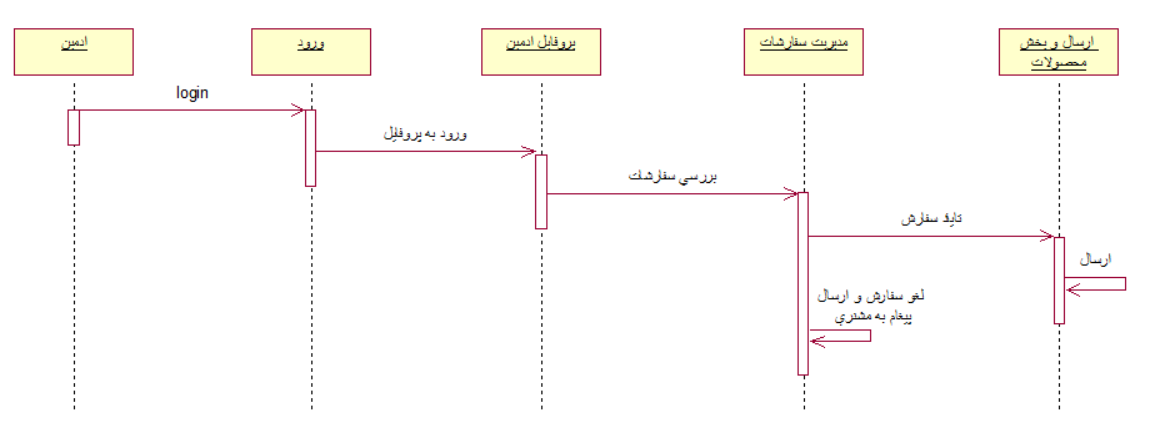 ادمین
ورود
پروفایل ادمین
مدیریت سفارشات
ارسال و پخش
محصولات
login
ورود به پروفایل
بررسی سفارشات
تاید سفارش
ارسال
لغو سفارش و ارسال
پیغام به مشتری